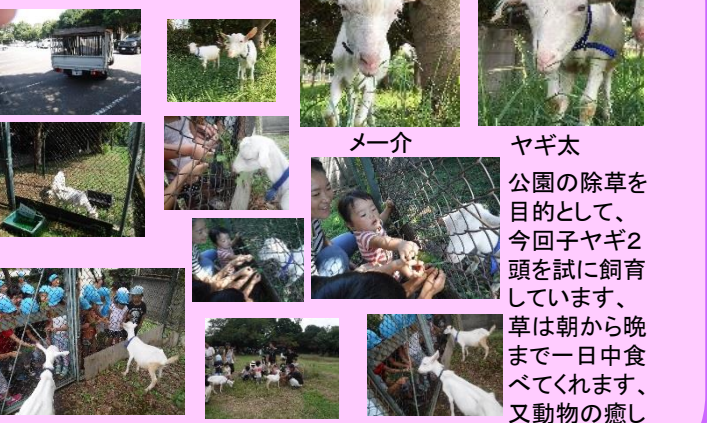 メー介
ヤギ太
公園の除草を
目的として、
今回子ヤギ２
頭を試に飼育
しています、
草は朝から晩
まで一日中食
べてくれます、
又動物の癒し